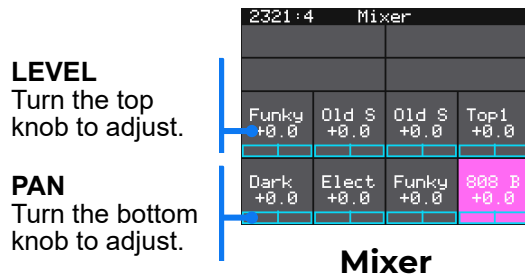 2321:4 Mixer
LEVEL
Turn the top
knob to adjust.
Funky Old S Old S Top1
+0.0 +0.0 +0.0 +0.0
PAN
Turn the bottom
knob to adjust.
Dark Elect Funky 808 B
+0.0 +0.0 +0.0 +0.0
Mixer